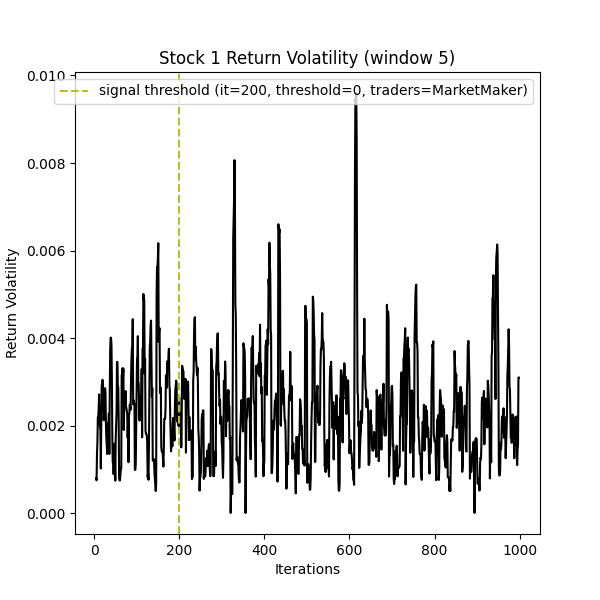 Stock 1 Return Volatility (window 5)
signal threshold (it=200, threshold=0, traders=MarketMaker)
0.010
0.008
0.006
0.004
0.002
0.000
Return Volatility
0 200 400 600 800 1000
Iterations